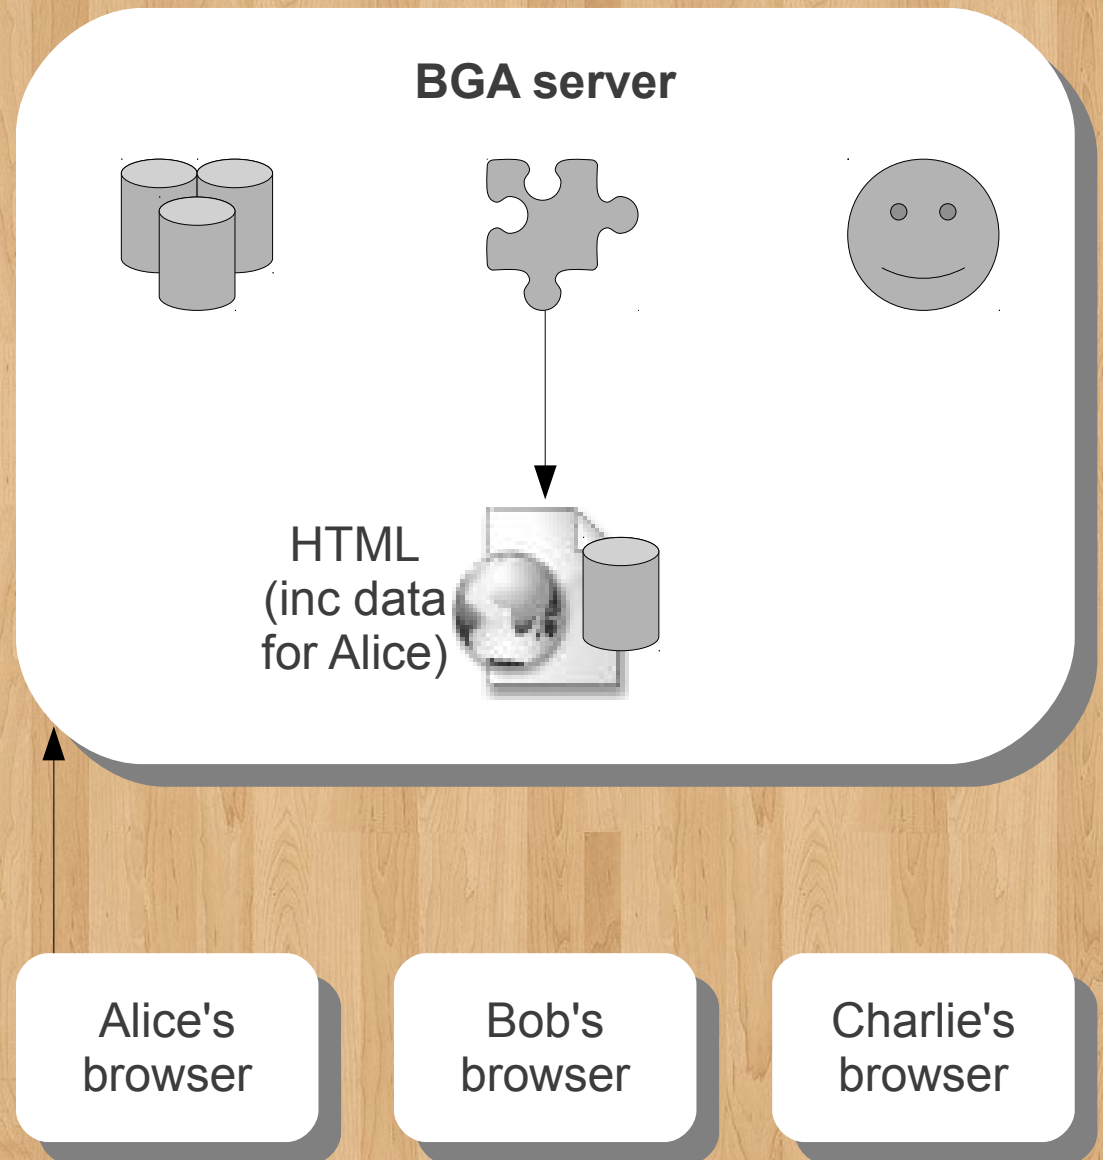 BGA server
HTML
(inc data
for Alice)
Alice's
browser
Bob's
browser
Charlie's
browser